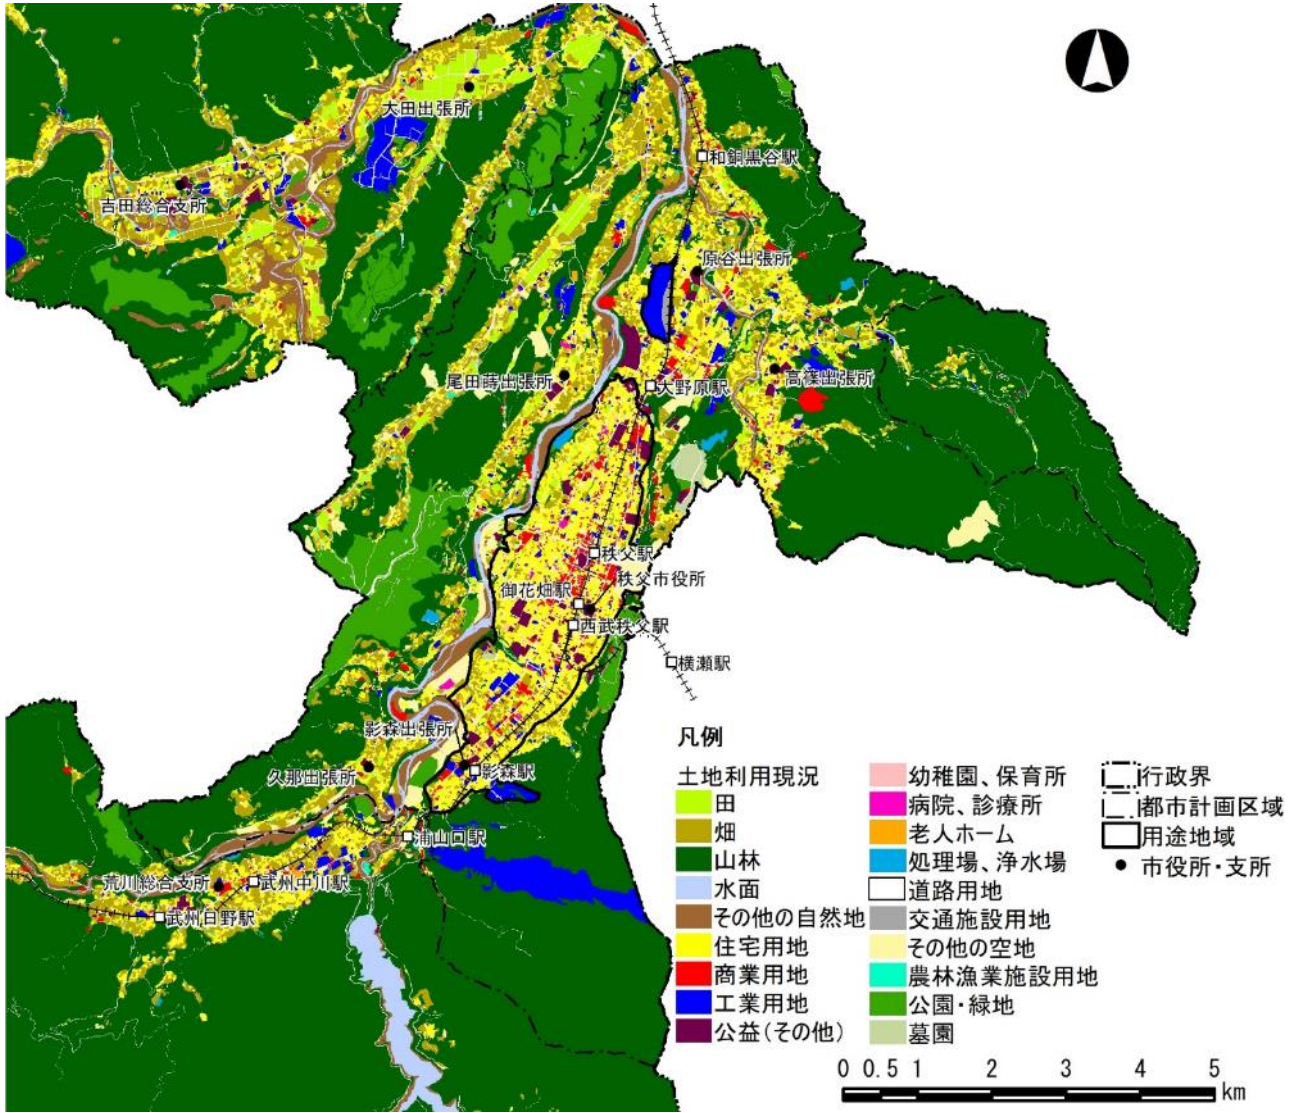 大田出張所
和銅黒谷駅
吉田総合支所
原谷出張所
尾田蒔出張所
大野原駅
高篠出張所
秩父駅
秩父市役所
御花畑駅
西武秩父駅
横瀬駅
影森出張所
久那出張所
影森駅
浦山口駅
荒川総合支所
武州中川駅
武州日野駅
凡例
土地利用現況
田
畑
山林
水面
その他の自然地
住宅用地
商業用地
工業用地
公益(その他)
幼稚園、保育所
病院、診療所
老人ホーム
処理場、浄水場
道路用地
交通施設用地
その他の空地
農林漁業施設用地
公園・緑地
墓園
行政界
都市計画区域
用途地域
市役所・支所
0 0.5 1 2 3 4 5
km